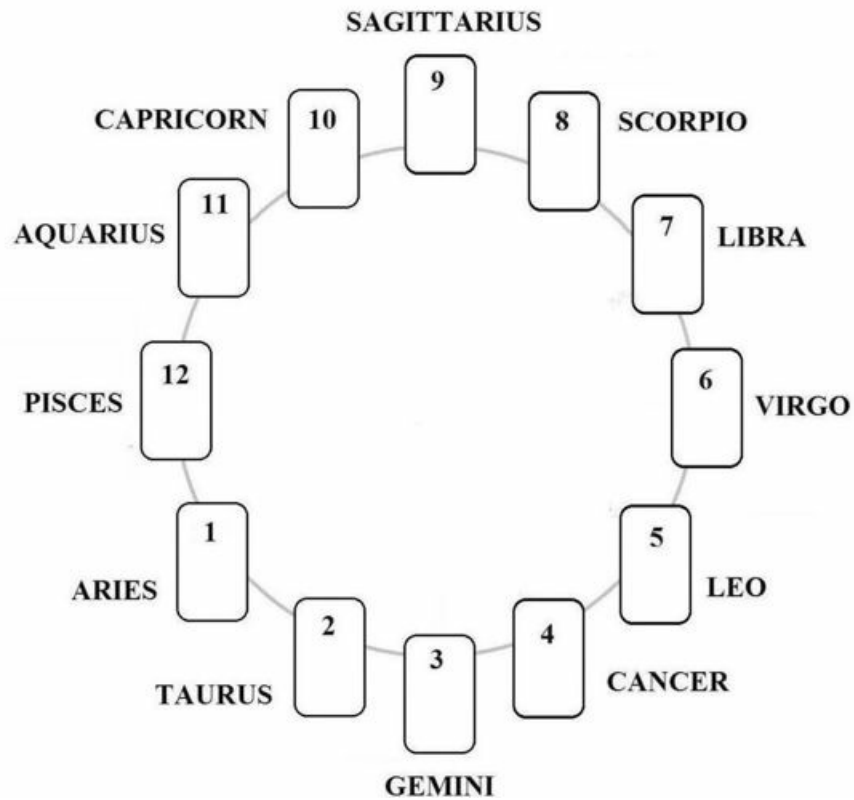 SAGITTARIUS
9
CAPRICORN
10
8
SCORPIO
AQUARIUS
11
7
LIBRA
PISCES
12
6
VIRGO
1
ARIES
5
LEO
2
TAURUS
3
4
CANCER
GEMINI